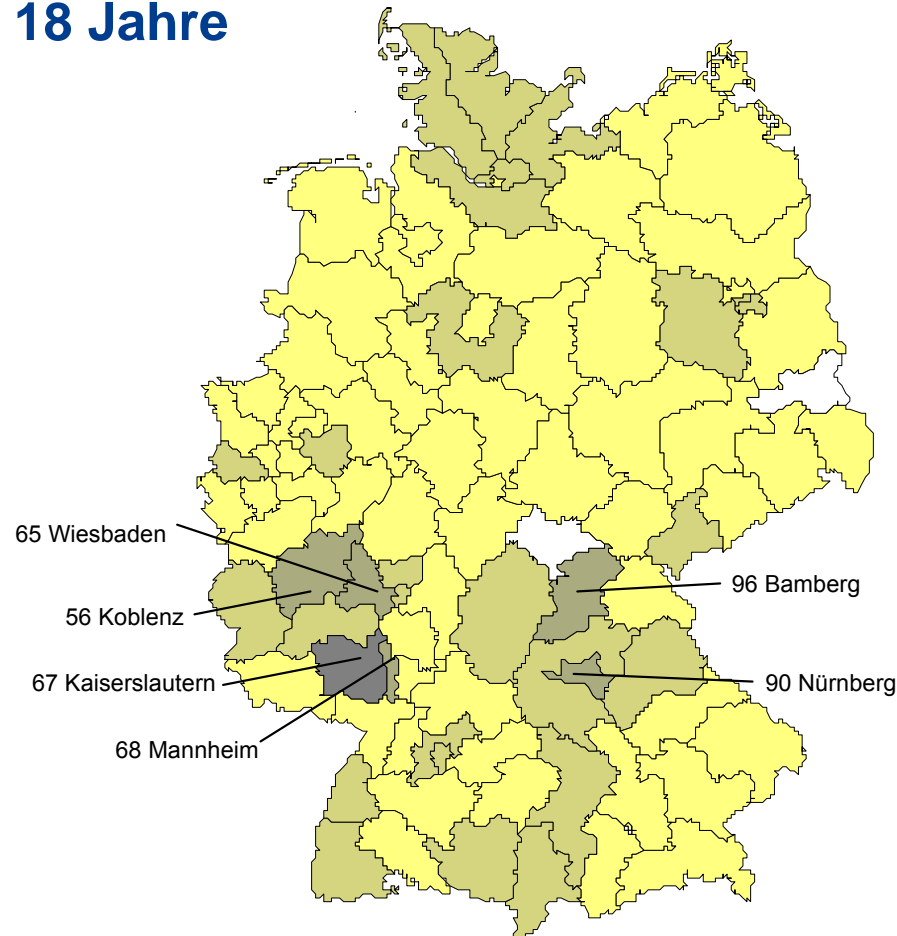 18 Jahre
65 Wiesbaden
96 Bamberg
56 Koblenz
67 Kaiserslautern
90 Nürnberg
68 Mannheim